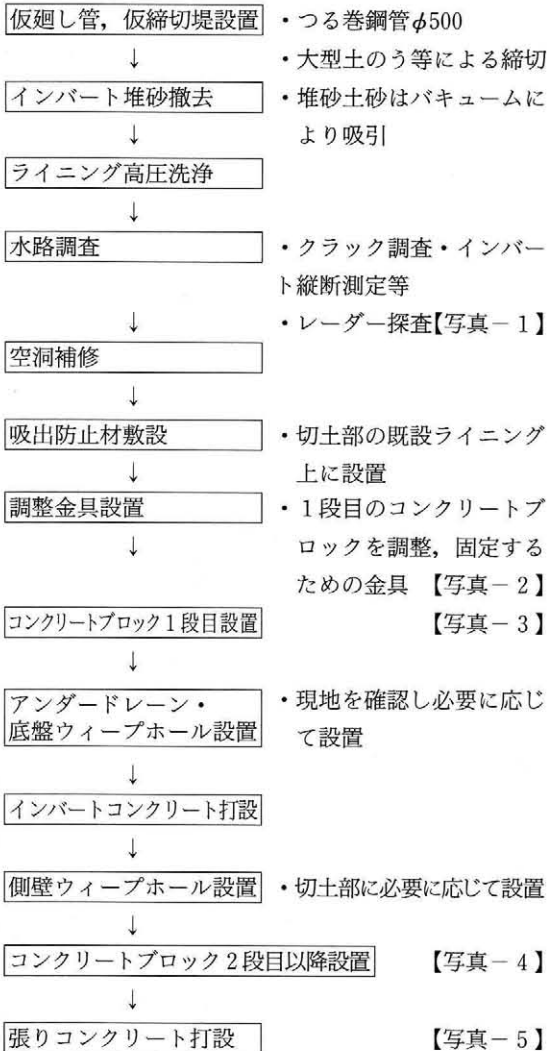 仮廻し管，仮締切堤設置 ・つる巻鋼管φ500
↓ ・大型土のう等による締切
インバート堆砂撤去 ・堆砂土砂はバキュームに
↓ より吸引
ライニング高圧洗浄
↓
水路調査 ・クラック調査・インバー
ト縦断測定等
↓ ・レーダー探査【写真－1】
空洞補修
↓
吸出防止材敷設 ・切土部の既設ライニング
↓ 上に設置
調整金具設置 ・1段目のコンクリートブ
↓ ロックを調整，固定する
ための金具 【写真－2】
コンクリートブロック1段目設置 【写真－3】
↓
アンダードレーン・ ・現地を確認し必要に応じ
底盤ウィープホール設置 て設置
↓
インバートコンクリート打設
↓
側壁ウィープホール設置 ・切土部に必要に応じて設置
↓
コンクリートブロック2段目以降設置 【写真－4】
↓
張りコンクリート打設 【写真－5】